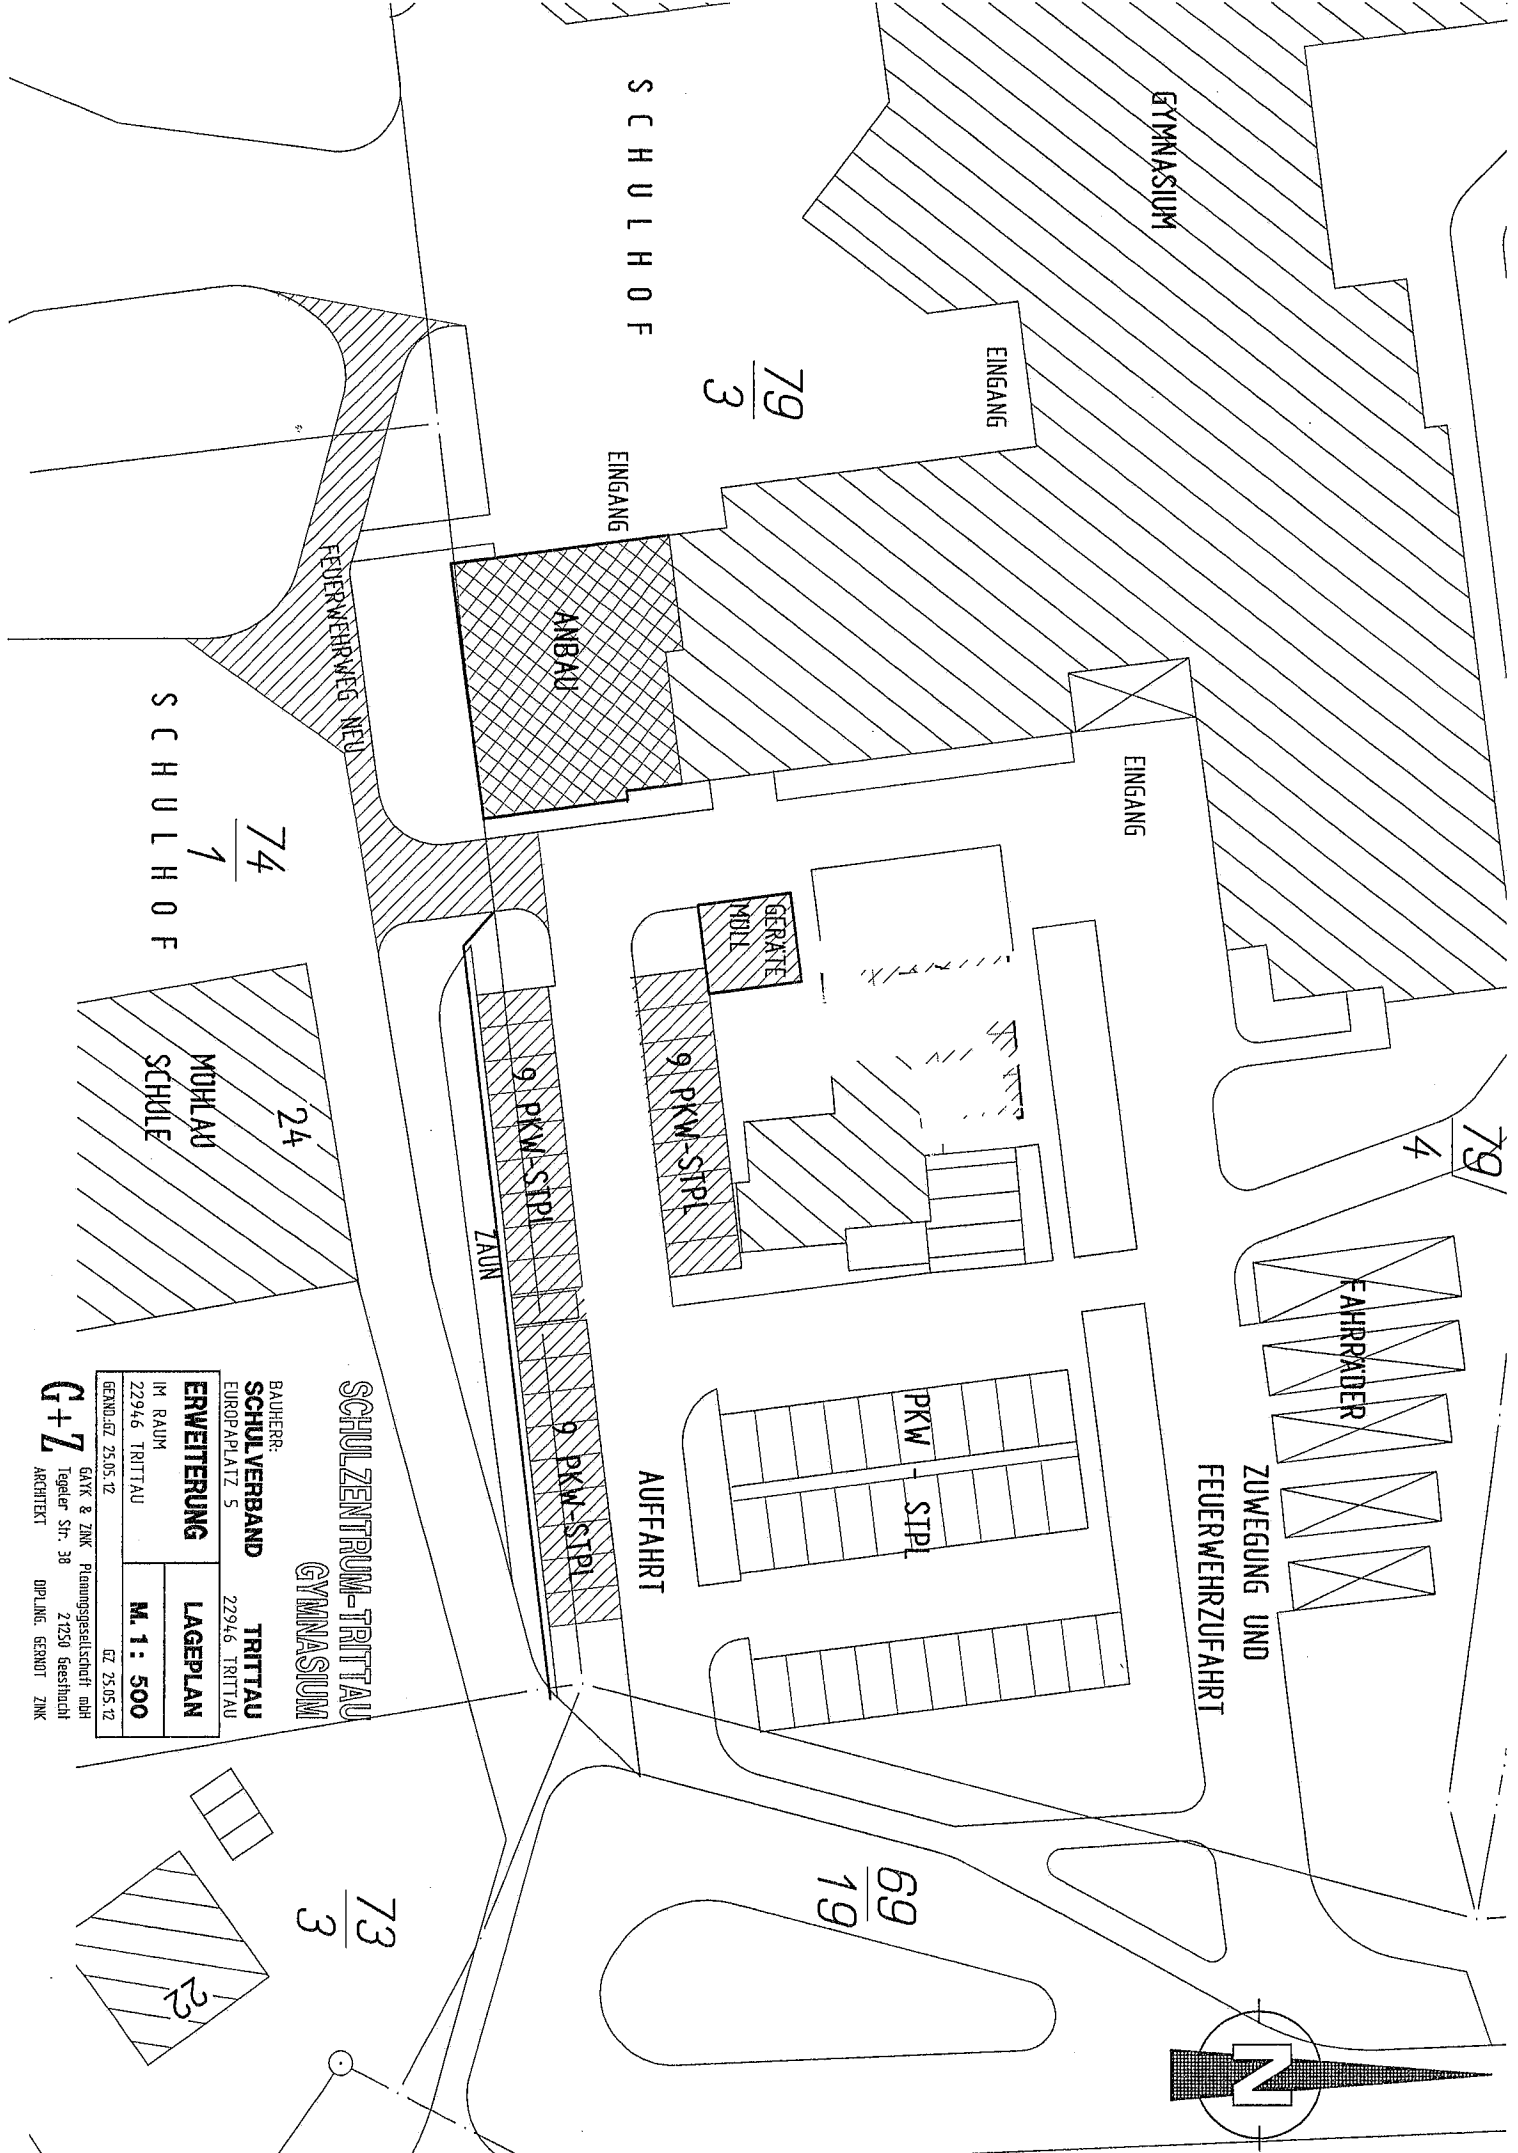 GYMNASIUM
SCHULHOF
79
3
EINGANG
EINGANG
EINGANG
ANBAU
FEUERWEHRWEG NEU
SCHULHOF
74
1
GERÄTE
MÜLL
9 PKW-STPL
9 PKW-STPL
9 PKW-STPL
ZAUN
24
MÜHLAU
SCHULE
79
4
FAHRRÄDER
PKW - STPL
AUFFAHRT
ZUWEGUNG UND
FEUERWEHRZUFAHRT
69
19
73
3
22
N
SCHULZENTRUM-TRITTAU
GYMNASIUM
BAUHERR:
SCHULVERBAND TRITTAU
EUROPAPLATZ 5 22946 TRITTAU
ERWEITERUNG LAGEPLAN
IM RAUM
22946 TRITTAU M. 1 : 500
GEÄND.:GZ 25.05.12 GZ 25.05.12
G+Z
GAYK & ZINK Planungsgesellschaft mbH
Tegeler Str. 38 21250 Geesthacht
ARCHITEKT DIPL.ING. GERNOT ZINK